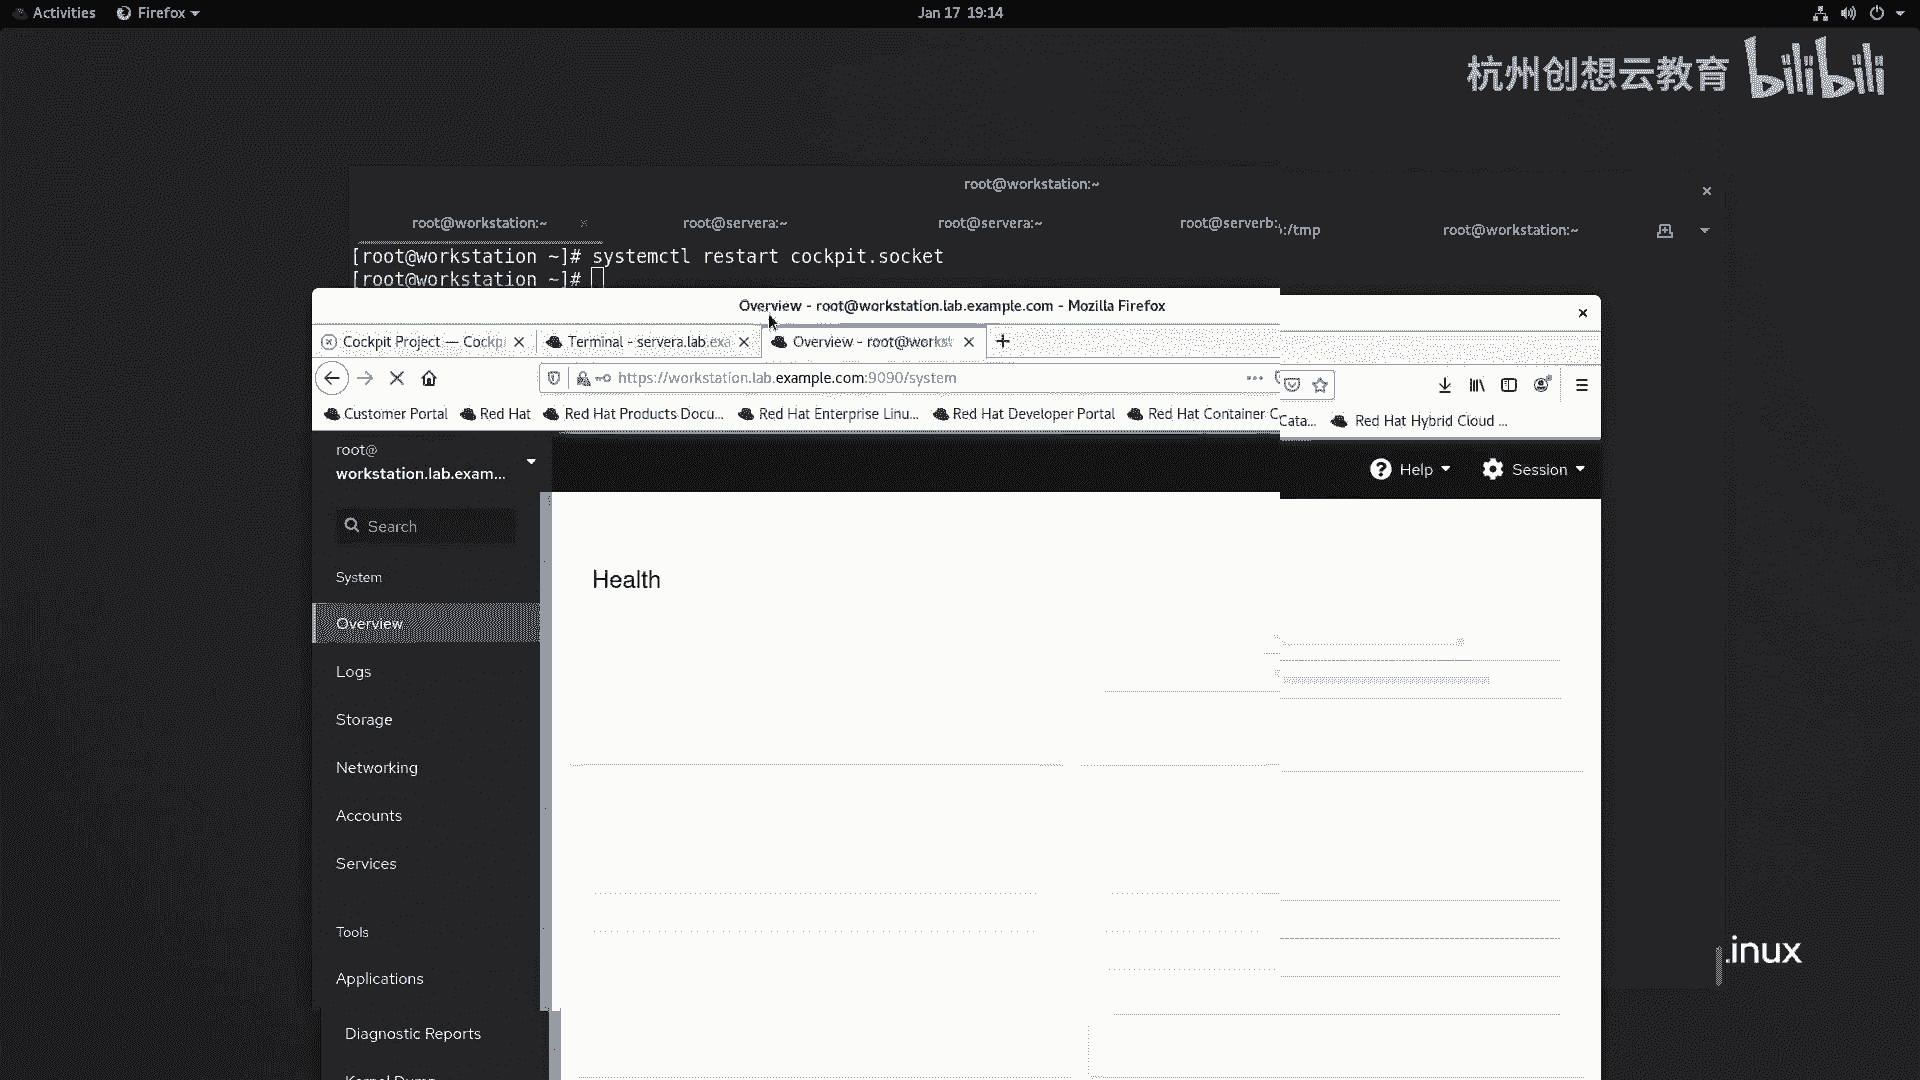 Activities Firefox Jan 17 19:14
杭州创想云教育 bilibili
root@workstation:~
root@workstation:~ root@servera:~ root@servera:~ root@serverb: :/tmp root@workstation:~
[root@workstation ~]# systemctl restart cockpit.socket
[root@workstation ~]#
Overview - root@workstation.lab.example.com - Mozilla Firefox
Cockpit Project — Cockp Terminal - servera.lab.exa Overview - root@works
https://workstation.lab.example.com:9090/system
Customer Portal Red Hat Red Hat Products Docu... Red Hat Enterprise Linu... Red Hat Developer Portal Red Hat Container C Cata... Red Hat Hybrid Cloud ...
root@
workstation.lab.exam...
Help Session
Search
System
Health
Overview
Logs
Storage
Networking
Accounts
Services
Tools
.inux
Applications
Diagnostic Reports